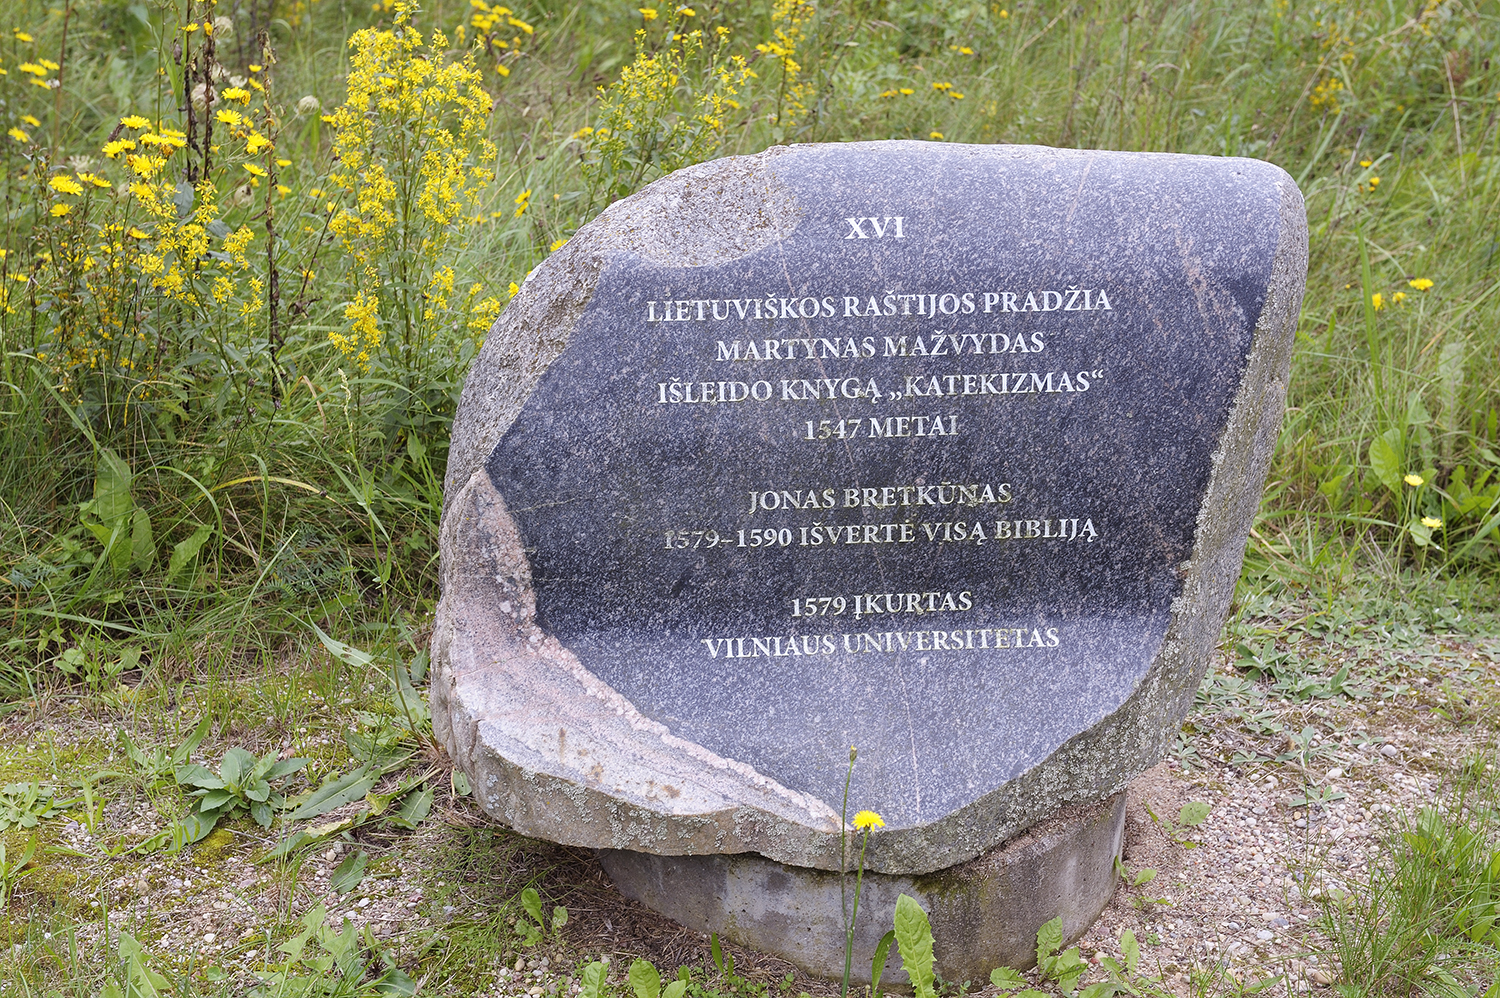 XVI
LIETUVIŠKOS RAŠTIJOS PRADŽIA
MARTYNAS MAŽVYDAS
IŠLEIDO KNYGĄ „KATEKIZMAS“
1547 METAI
JONAS BRETKŪNAS
1579–1590 IŠVERTĖ VISĄ BIBLIJĄ
1579 ĮKURTAS
VILNIAUS UNIVERSITETAS